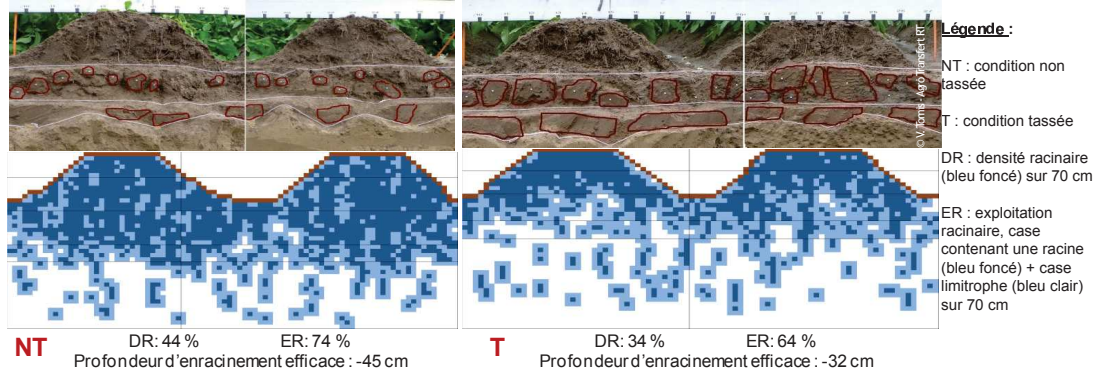 © V. Tomis - Agro Transfert RT
Légende :
NT : condition non
tassée
T : condition tassée
DR : densité racinaire
(bleu foncé) sur 70 cm
ER : exploitation
racinaire, case
contenant une racine
(bleu foncé) + case
limitrophe (bleu clair)
sur 70 cm
NT
DR: 44 %
ER: 74 %
Profondeur d'enracinement efficace : -45 cm
T
DR: 34 %
ER: 64 %
Profondeur d'enracinement efficace : -32 cm